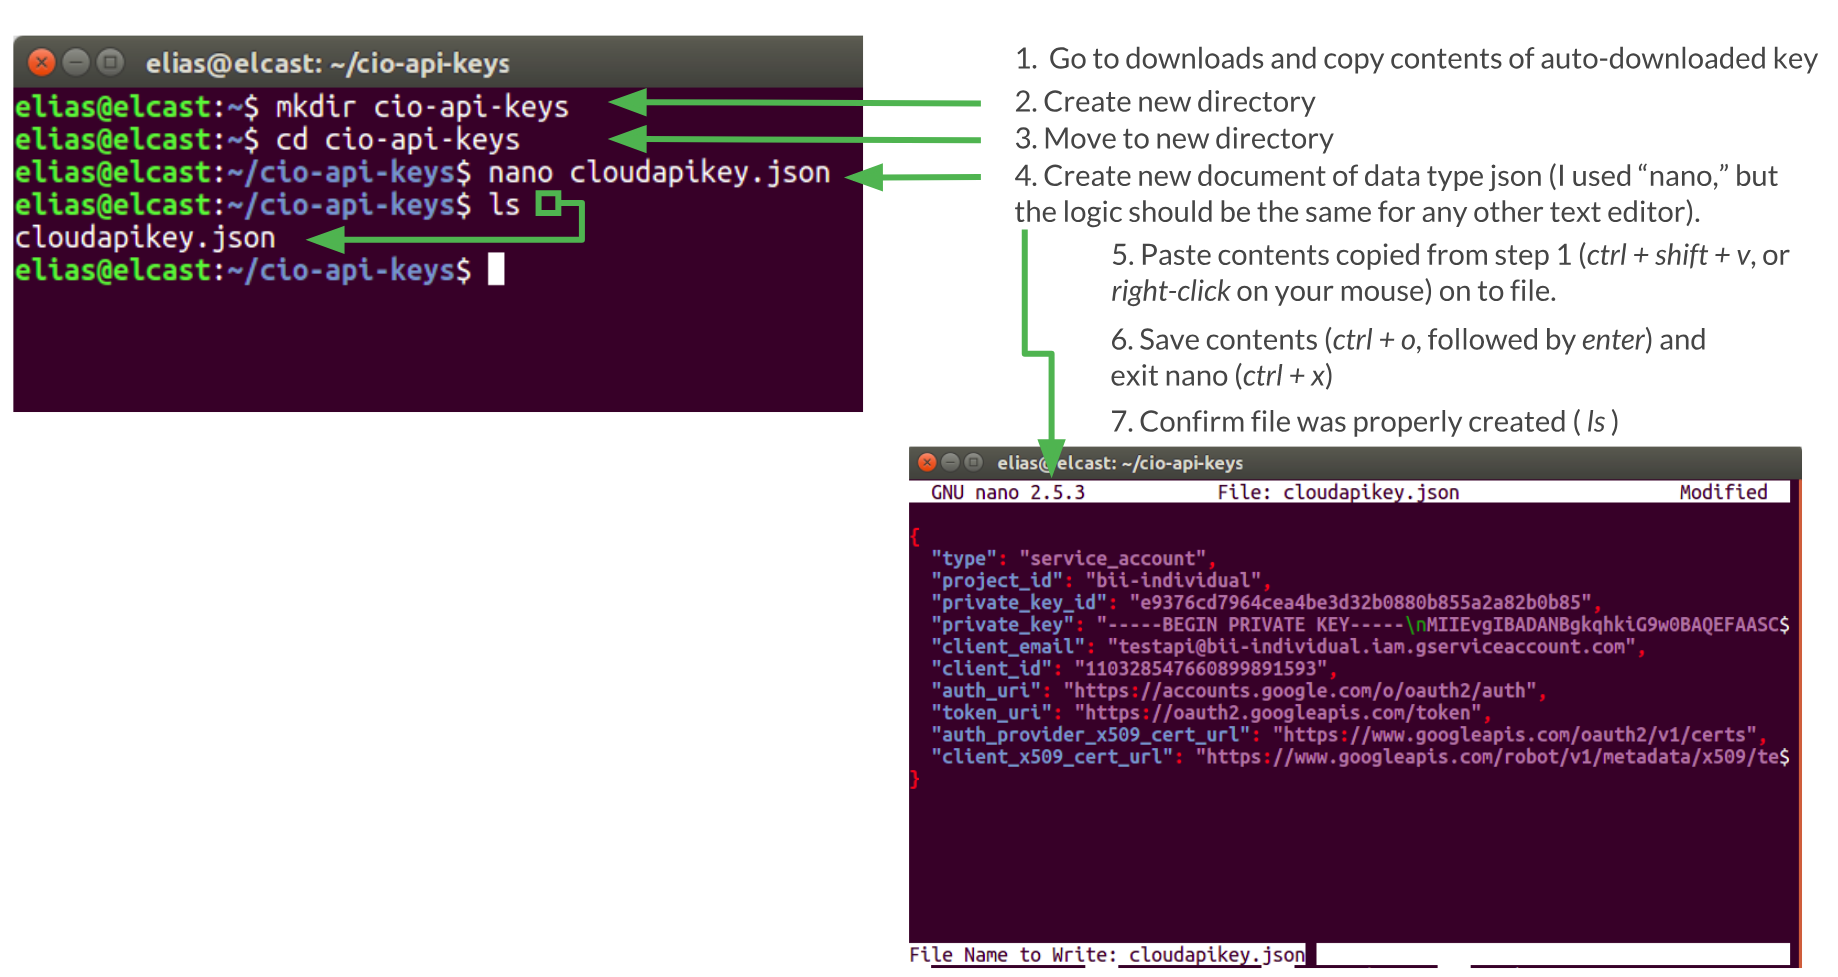 elias@elcast: ~/cio-api-keys
elias@elcast:~$ mkdir cio-api-keys
elias@elcast:~$ cd cio-api-keys
elias@elcast:~/cio-api-keys$ nano cloudapikey.json
elias@elcast:~/cio-api-keys$ ls
cloudapikey.json
elias@elcast:~/cio-api-keys$
1. Go to downloads and copy contents of auto-downloaded key
2. Create new directory
3. Move to new directory
4. Create new document of data type json (I used “nano,” but
the logic should be the same for any other text editor).
5. Paste contents copied from step 1 (ctrl + shift + v, or
right-click on your mouse) on to file.
6. Save contents (ctrl + o, followed by enter) and
exit nano (ctrl + x)
7. Confirm file was properly created ( ls )
elias@elcast: ~/cio-api-keys
GNU nano 2.5.3 File: cloudapikey.json Modified
{
"type": "service_account",
"project_id": "bii-individual",
"private_key_id": "e9376cd7964cea4be3d32b0880b855a2a82b0b85",
"private_key": "-----BEGIN PRIVATE KEY-----\nMIIEvgIBADANBgkqhkiG9w0BAQEFAASC$
"client_email": "testapi@bii-individual.iam.gserviceaccount.com",
"client_id": "110328547660899891593",
"auth_uri": "https://accounts.google.com/o/oauth2/auth",
"token_uri": "https://oauth2.googleapis.com/token",
"auth_provider_x509_cert_url": "https://www.googleapis.com/oauth2/v1/certs",
"client_x509_cert_url": "https://www.googleapis.com/robot/v1/metadata/x509/te$
}
File Name to Write: cloudapikey.json